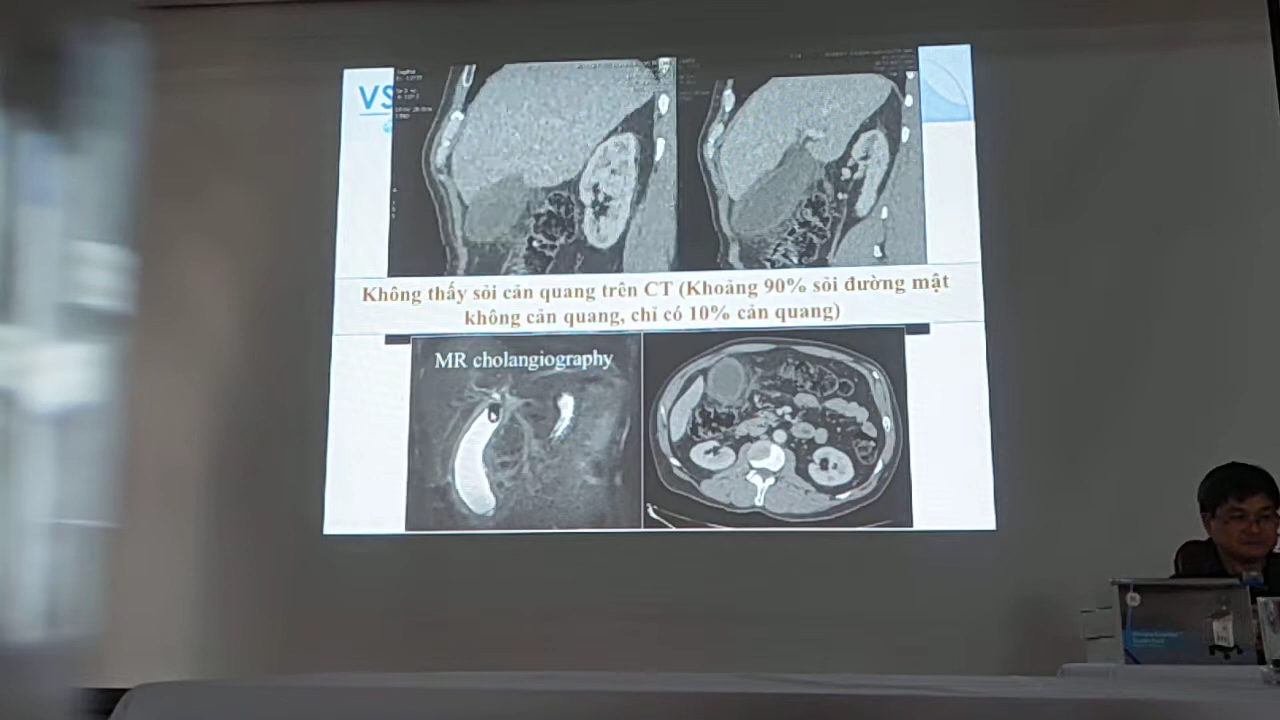 VS
Không thấy sỏi cản quang trên CT (Khoảng 90% sỏi đường mật
không cản quang, chỉ có 10% cản quang)
MR cholangiography